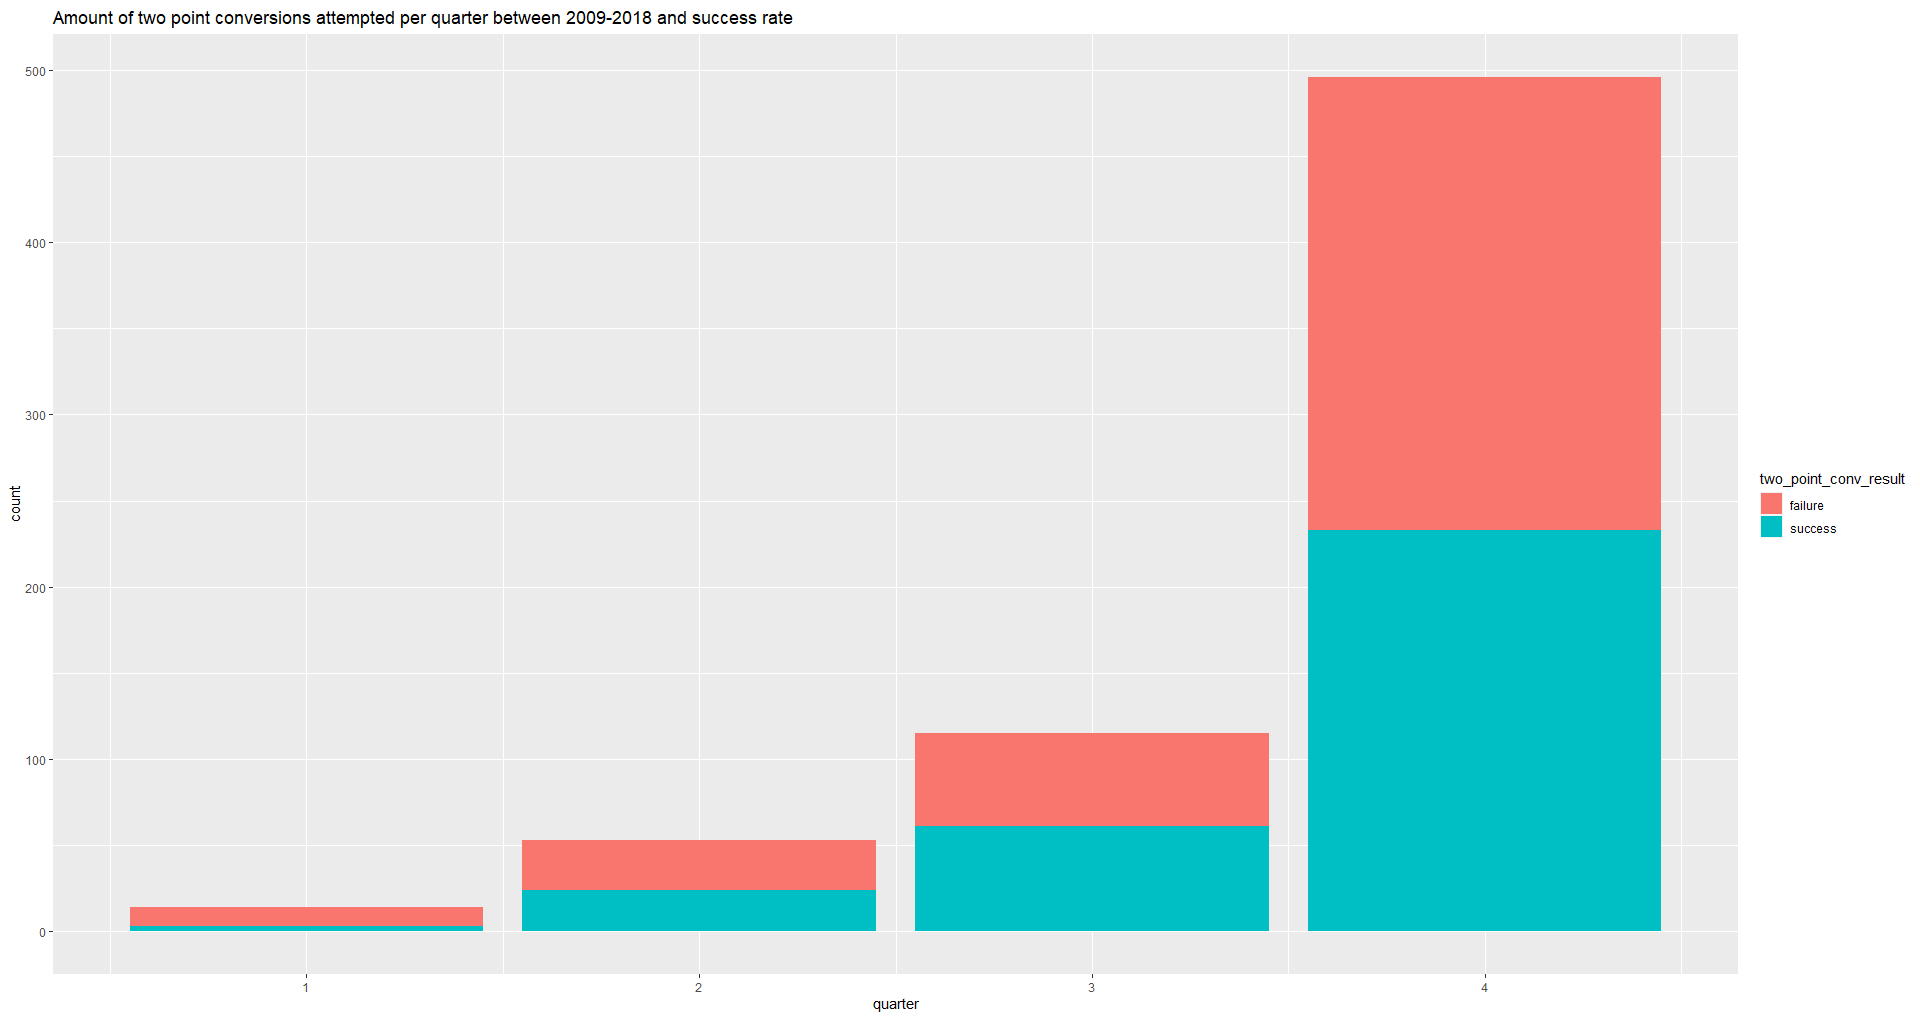 Amount of two point conversions attempted per quarter between 2009-2018 and success rate
500
400
300
200
100
0
count
1 2 3 4
quarter
two_point_conv_result
failure
success